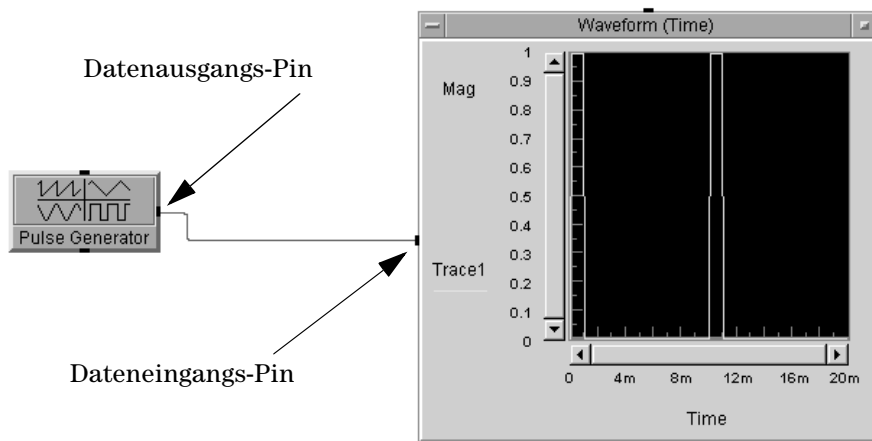 Datenausgangs-Pin
Pulse Generator
Dateneingangs-Pin
Waveform (Time)
Mag
Trace1
1
0.9
0.8
0.7
0.6
0.5
0.4
0.3
0.2
0.1
0
0 4m 8m 12m 16m 20m
Time